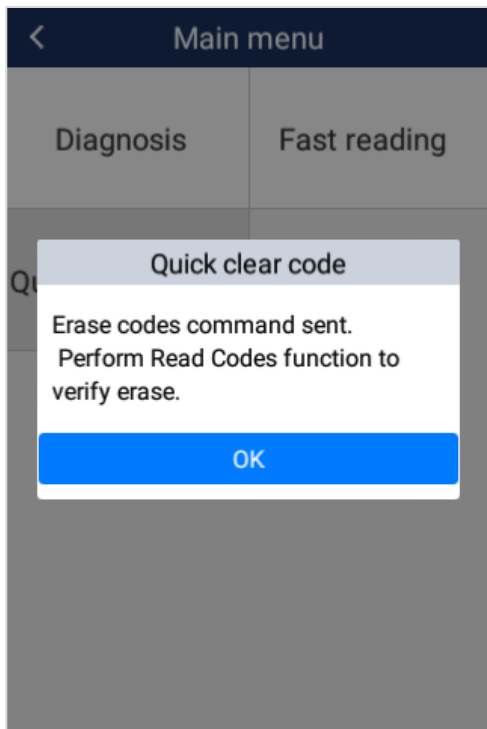 Main menu
Diagnosis
Fast reading
Quick clear code
Erase codes command sent.
Perform Read Codes function to
verify erase.
OK